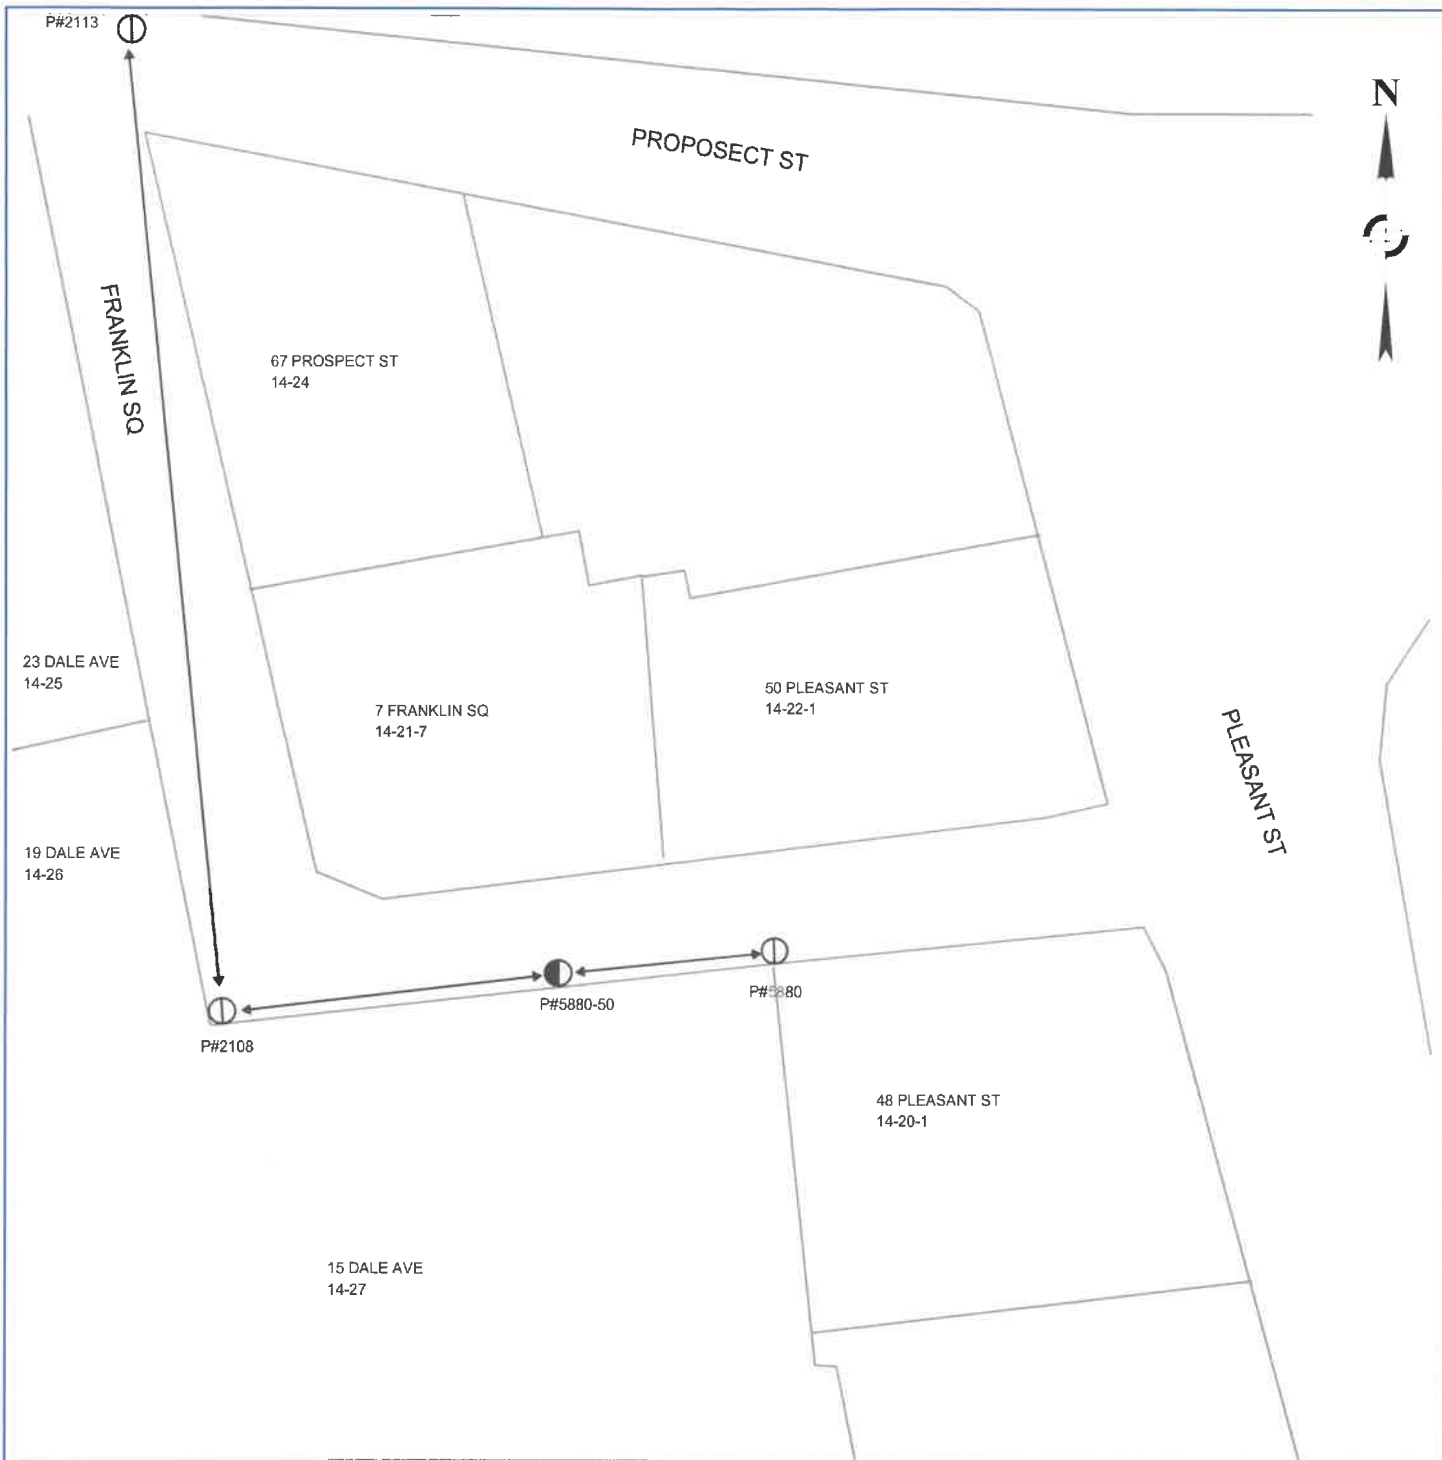 P#2113
N
PROPOSECT ST
FRANKLIN SQ
67 PROSPECT ST
14-24
23 DALE AVE
14-25
7 FRANKLIN SQ
14-21-7
50 PLEASANT ST
14-22-1
PLEASANT ST
19 DALE AVE
14-26
P#2108
P#5880-50
P#5880
48 PLEASANT ST
14-20-1
15 DALE AVE
14-27